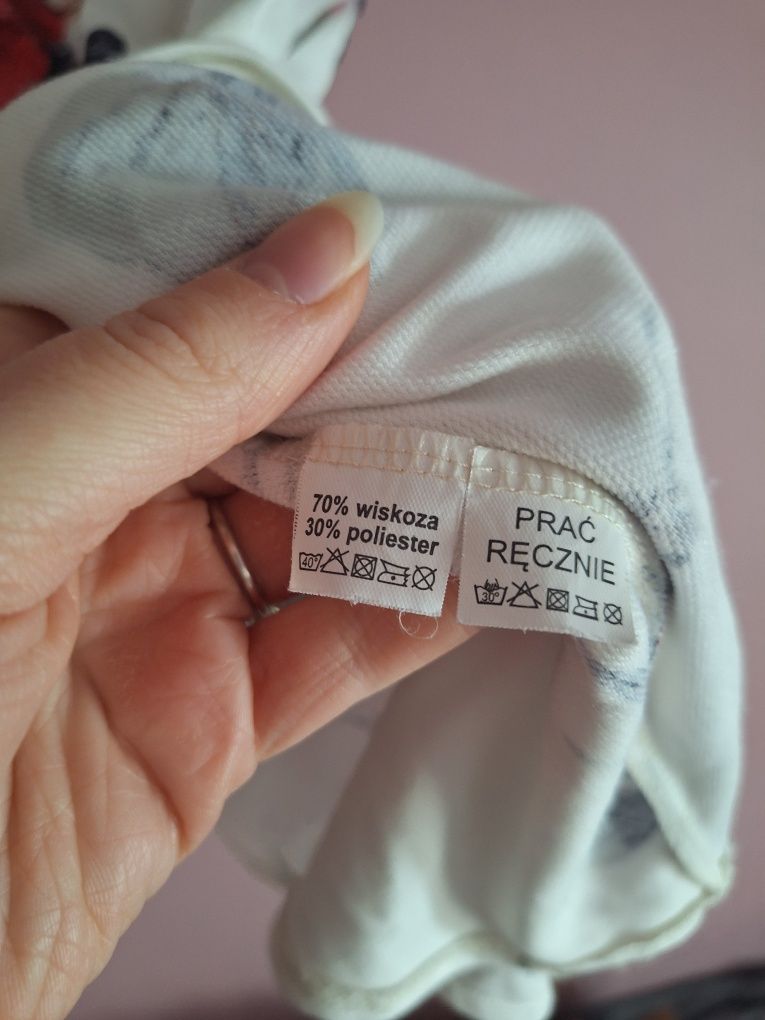 70% wiskoza
30% poliester
40°
PRAĆ
RĘCZNIE
30°